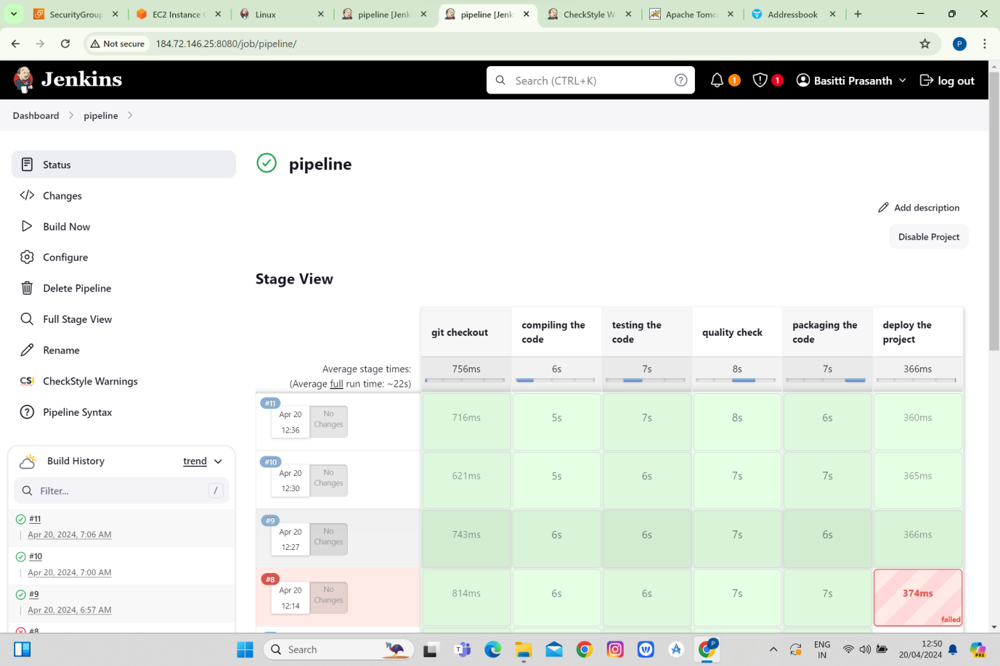 SecurityGroup
EC2 Instance C
Linux
pipeline [Jenk
pipeline [Jenk
CheckStyle Wa
Apache Tomc
Addressbook
Not secure
184.72.146.25:8080/job/pipeline/
P
Jenkins
Search (CTRL+K)
?
1
1
Basitti Prasanth
log out
Dashboard
pipeline
Status
Changes
Build Now
Configure
Delete Pipeline
Full Stage View
Rename
CS!
CheckStyle Warnings
Pipeline Syntax
Build History
trend
Filter...
/
#11
Apr 20, 2024, 7:06 AM
#10
Apr 20, 2024, 7:00 AM
#9
Apr 20, 2024, 6:57 AM
#8
pipeline
Add description
Disable Project
Stage View
git checkout
compiling the
code
testing the
code
quality check
packaging the
code
deploy the
project
Average stage times:
(Average full run time: ~22s)
756ms
6s
7s
8s
7s
366ms
#11
Apr 20
12:36
No
Changes
716ms
5s
7s
8s
6s
360ms
#10
Apr 20
12:30
No
Changes
621ms
5s
6s
7s
7s
365ms
#9
Apr 20
12:27
No
Changes
743ms
6s
6s
7s
6s
366ms
#8
Apr 20
12:14
No
Changes
814ms
6s
6s
7s
7s
374ms
failed
Search
P
ENG
IN
12:50
20/04/2024
PRE